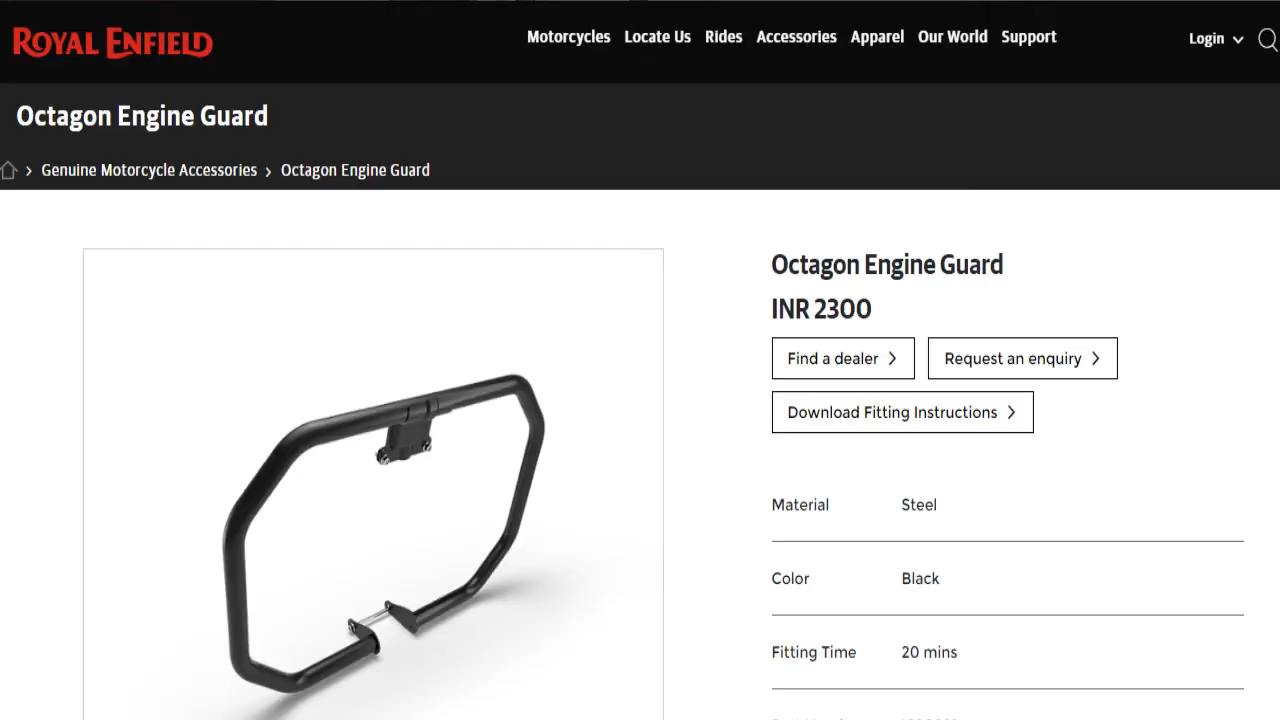 ROYAL ENFIELD
Motorcycles Locate Us Rides Accessories Apparel Our World Support
Login
Octagon Engine Guard
Genuine Motorcycle Accessories > Octagon Engine Guard
Octagon Engine Guard
INR 2300
Find a dealer
Request an enquiry
Download Fitting Instructions
Material Steel
Color Black
Fitting Time 20 mins